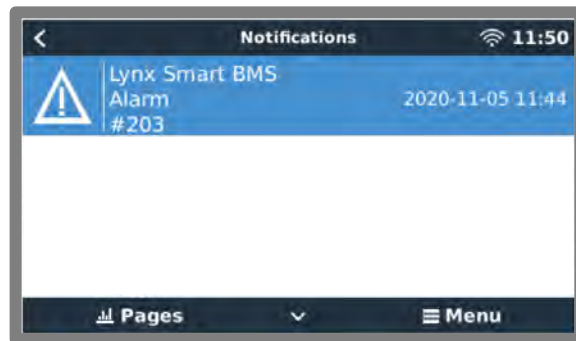 Notifications 11:50
Lynx Smart BMS
Alarm 2020-11-05 11:44
#203
Pages Menu